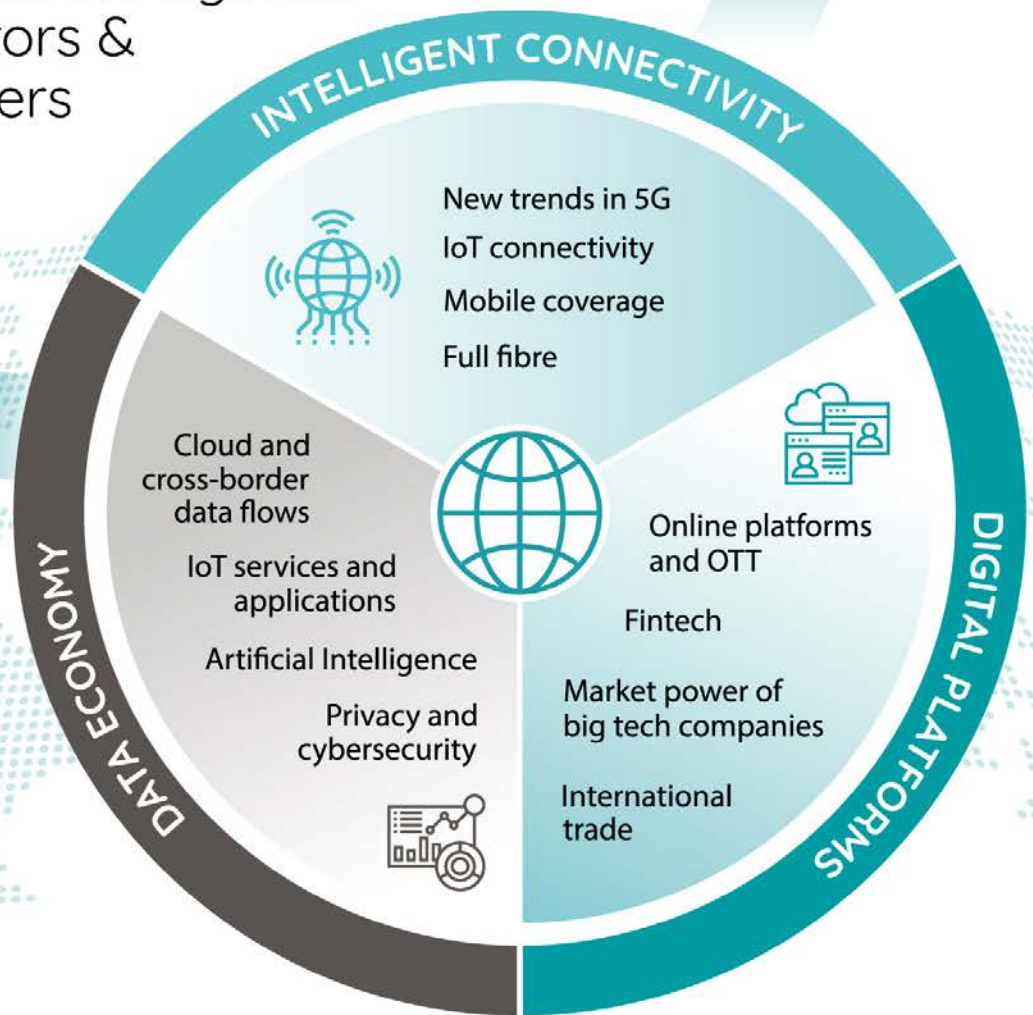 INTELLIGENT CONNECTIVITY
New trends in 5G
IoT connectivity
Mobile coverage
Full fibre
DIGITAL PLATFORMS
Online platforms
and OTT
Fintech
Market power of
big tech companies
International
trade
DATA ECONOMY
Cloud and
cross-border
data flows
IoT services and
applications
Artificial Intelligence
Privacy and
cybersecurity